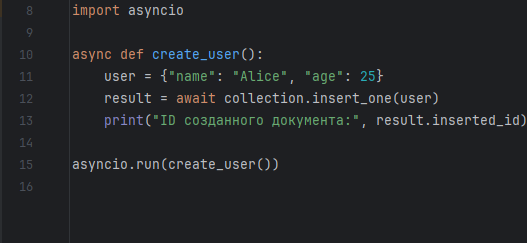 8 import asyncio
9
10 async def create_user():
11     user = {"name": "Alice", "age": 25}
12     result = await collection.insert_one(user)
13     print("ID созданного документа:", result.inserted_id)
14
15 asyncio.run(create_user())
16